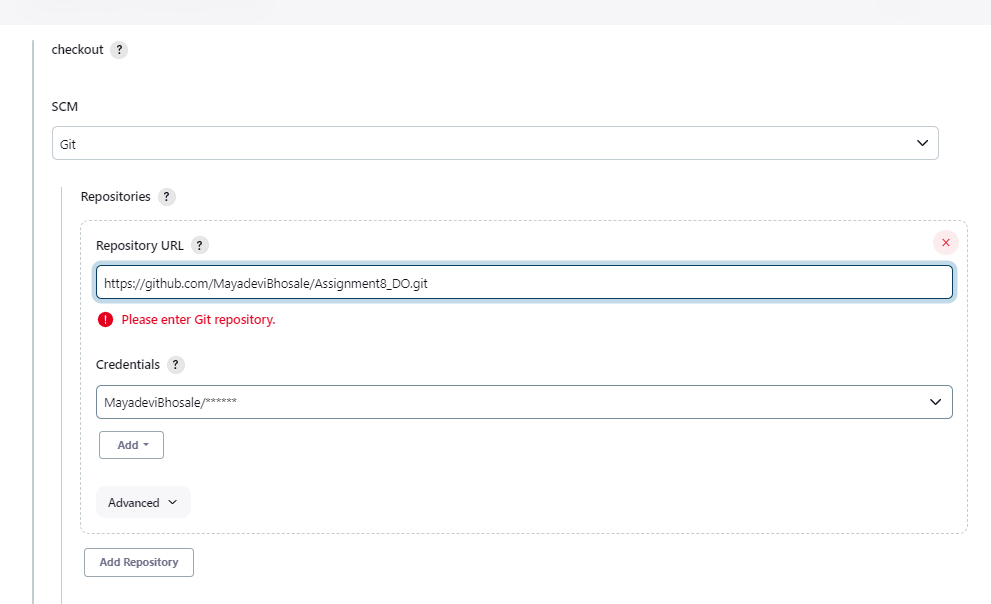 checkout ?
SCM
Git
Repositories ?
Repository URL ?
https://github.com/MayadeviBhosale/Assignment8_DO.git
Please enter Git repository.
Credentials ?
MayadeviBhosale/******
Add
Advanced
Add Repository